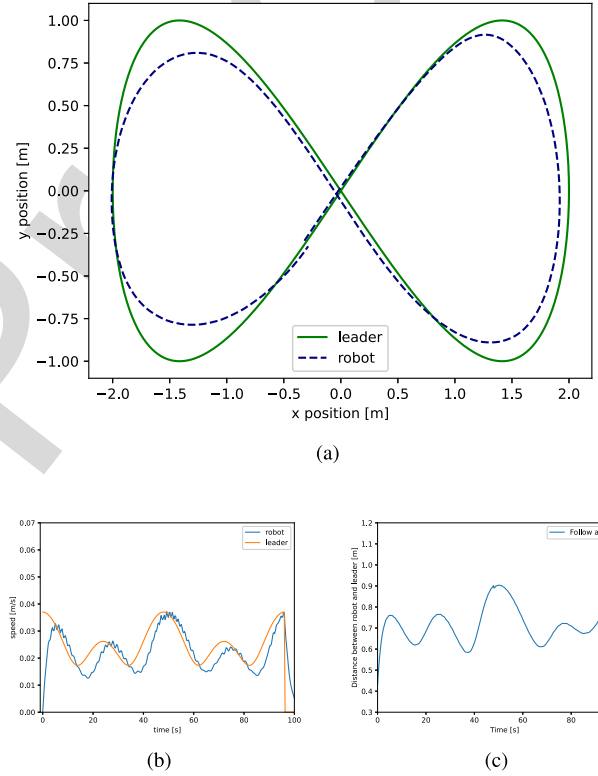 1.00
0.75
0.50
0.25
0.00
−0.25
−0.50
−0.75
−1.00
y position [m]
leader
robot
−2.0 −1.5 −1.0 −0.5 0.0 0.5 1.0 1.5 2.0
x position [m]
(a)
0.07
0.06
0.05
0.04
0.03
0.02
0.01
0.00
speed [m/s]
robot
leader
0 20 40 60 80 100
time [s]
(b)
1.2
1.1
1.0
0.9
0.8
0.7
0.6
0.5
0.4
0.3
Distance between robot and leader [m]
Follow a
0 20 40 60 80
Time [s]
(c)